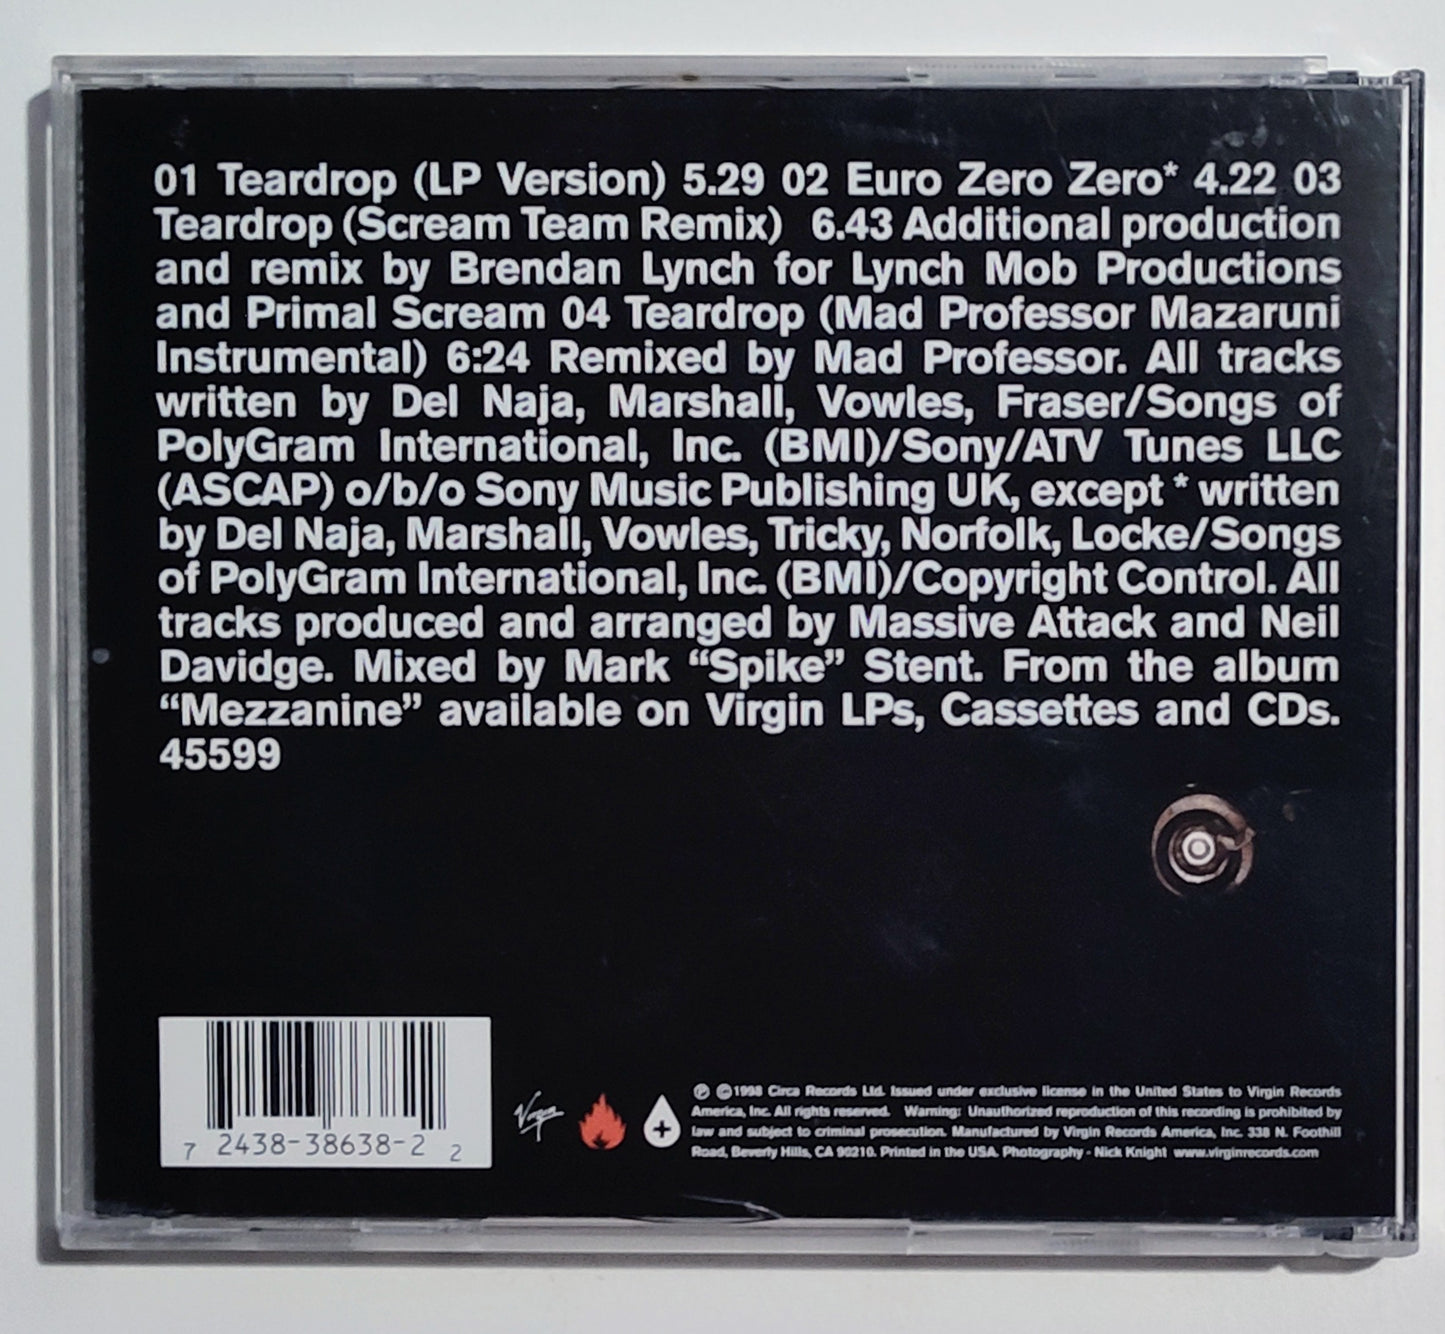 01 Teardrop (LP Version) 5.29 02 Euro Zero Zero* 4.22 03
Teardrop (Scream Team Remix) 6.43 Additional production
and remix by Brendan Lynch for Lynch Mob Productions
and Primal Scream 04 Teardrop (Mad Professor Mazaruni
Instrumental) 6:24 Remixed by Mad Professor. All tracks
written by Del Naja, Marshall, Vowles, Fraser/Songs of
PolyGram International, Inc. (BMI)/Sony/ATV Tunes LLC
(ASCAP) o/b/o Sony Music Publishing UK, except * written
by Del Naja, Marshall, Vowles, Tricky, Norfolk, Locke/Songs
of PolyGram International, Inc. (BMI)/Copyright Control. All
tracks produced and arranged by Massive Attack and Neil
Davidge. Mixed by Mark “Spike” Stent. From the album
“Mezzanine” available on Virgin LPs, Cassettes and CDs.
45599
7 2438-38638-2 2
Virgin
℗ ©1998 Circa Records Ltd. Issued under exclusive license in the United States to Virgin Records
America, Inc. All rights reserved. Warning: Unauthorized reproduction of this recording is prohibited by
law and subject to criminal prosecution. Manufactured by Virgin Records America, Inc. 338 N. Foothill
Road, Beverly Hills, CA 90210. Printed in the USA. Photography - Nick Knight www.virginrecords.com